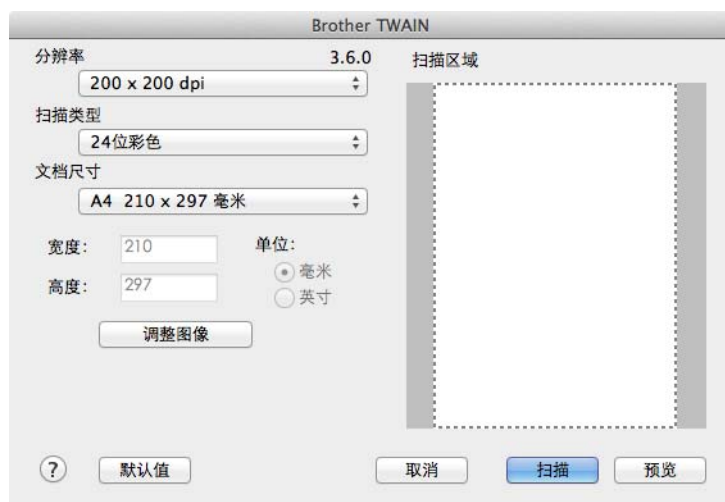 Brother TWAIN
分辨率 3.6.0
200 x 200 dpi
扫描类型
24位彩色
文档尺寸
A4 210 x 297 毫米
宽度: 210
高度: 297
单位:
毫米
英寸
调整图像
扫描区域
?
默认值
取消
扫描
预览